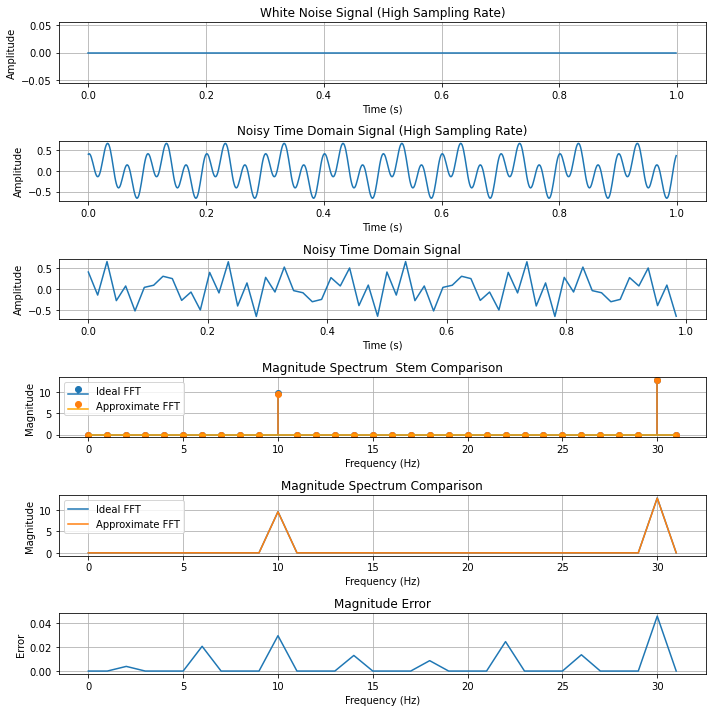 White Noise Signal (High Sampling Rate)
Amplitude
0.05
0.00
−0.05
0.0 0.2 0.4 0.6 0.8 1.0
Time (s)
Noisy Time Domain Signal (High Sampling Rate)
Amplitude
0.5
0.0
−0.5
0.0 0.2 0.4 0.6 0.8 1.0
Time (s)
Noisy Time Domain Signal
Amplitude
0.5
0.0
−0.5
0.0 0.2 0.4 0.6 0.8 1.0
Time (s)
Magnitude Spectrum  Stem Comparison
Magnitude
10
5
0
Ideal FFT
Approximate FFT
0 5 10 15 20 25 30
Frequency (Hz)
Magnitude Spectrum Comparison
Magnitude
10
5
0
Ideal FFT
Approximate FFT
0 5 10 15 20 25 30
Frequency (Hz)
Magnitude Error
Error
0.04
0.02
0.00
0 5 10 15 20 25 30
Frequency (Hz)